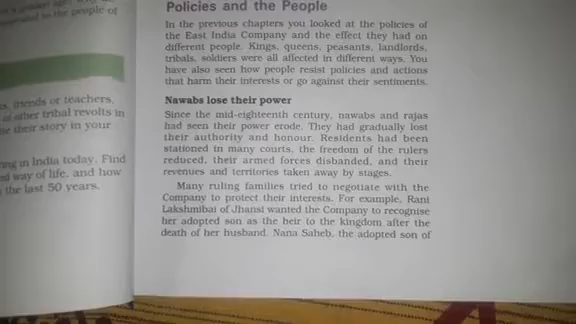 responded to the people of
s, friends or teachers,
of other tribal revolts in
their story in your
ng in India today. Find
way of life, and how
the last 50 years.
Policies and the People
In the previous chapters you looked at the policies of
the East India Company and the effect they had on
different people. Kings, queens, peasants, landlords,
tribals, soldiers were all affected in different ways. You
have also seen how people resist policies and actions
that harm their interests or go against their sentiments.
Nawabs lose their power
Since the mid-eighteenth century, nawabs and rajas
had seen their power erode. They had gradually lost
their authority and honour. Residents had been
stationed in many courts, the freedom of the rulers
reduced, their armed forces disbanded, and their
revenues and territories taken away by stages.
Many ruling families tried to negotiate with the
Company to protect their interests. For example, Rani
Lakshmibai of Jhansi wanted the Company to recognise
her adopted son as the heir to the kingdom after the
death of her husband. Nana Saheb, the adopted son of